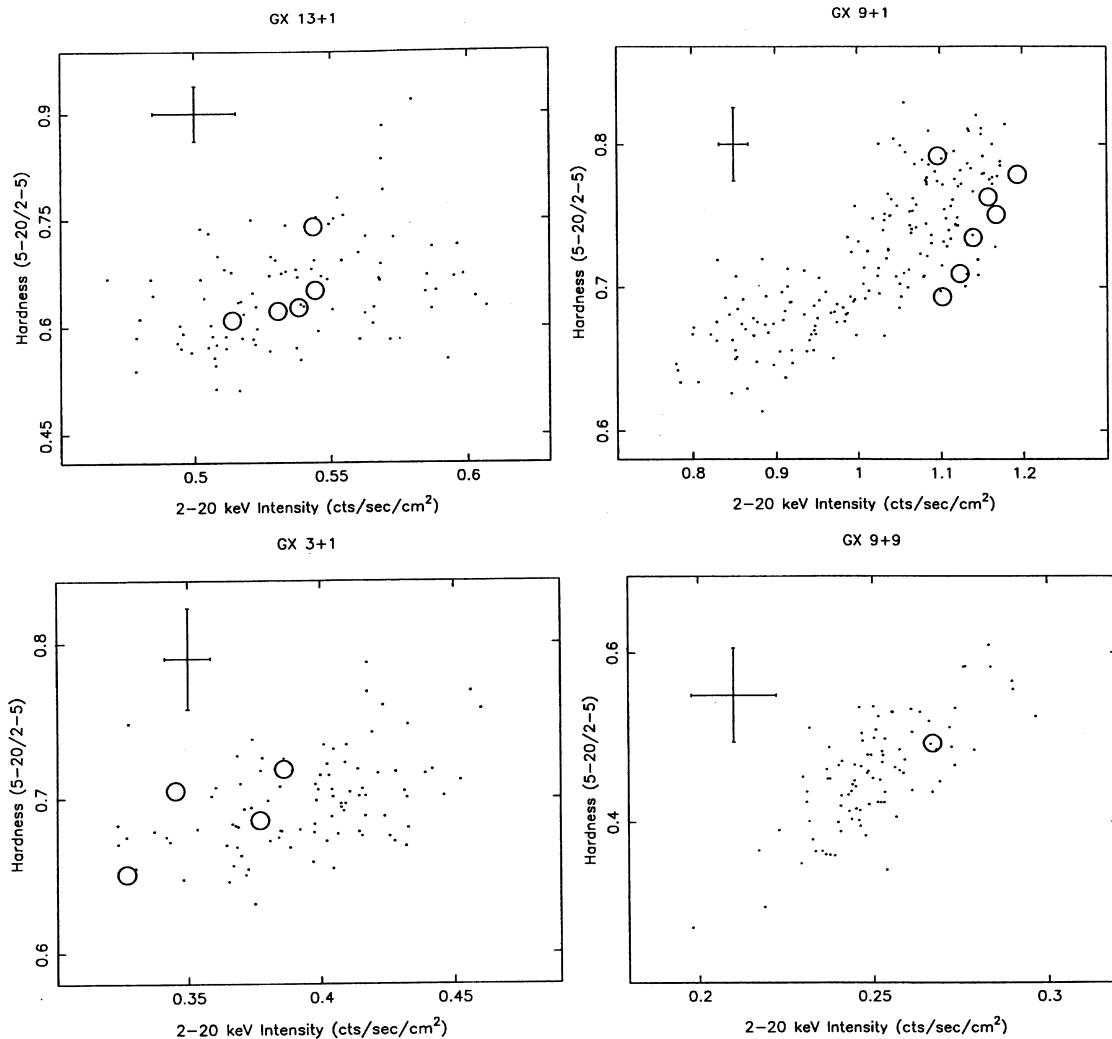 GX 13+1
Hardness (5-20/2-5)
0.9
0.75
0.6
0.45
0.5 0.55 0.6
2-20 keV Intensity (cts/sec/cm²)
GX 9+1
Hardness (5-20/2-5)
0.8
0.7
0.6
0.8 0.9 1 1.1 1.2
2-20 keV Intensity (cts/sec/cm²)
GX 3+1
Hardness (5-20/2-5)
0.8
0.7
0.6
0.35 0.4 0.45
2-20 keV Intensity (cts/sec/cm²)
GX 9+9
Hardness (5-20/2-5)
0.6
0.4
0.2 0.25 0.3
2-20 keV Intensity (cts/sec/cm²)